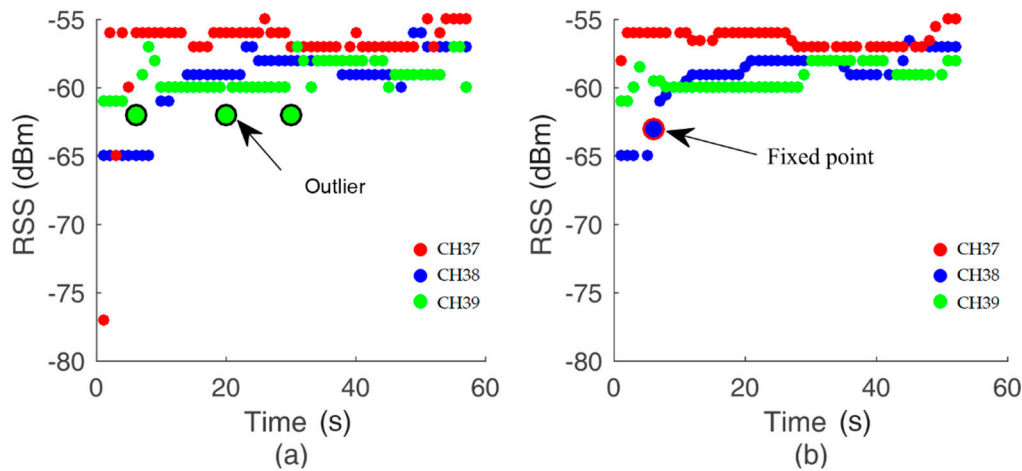 -55
-60
-65
-70
-75
-80
RSS (dBm)
Outlier
CH37
CH38
CH39
0
20
40
60
Time (s)
(a)
-55
-60
-65
-70
-75
-80
RSS (dBm)
Fixed point
CH37
CH38
CH39
0
20
40
60
Time (s)
(b)